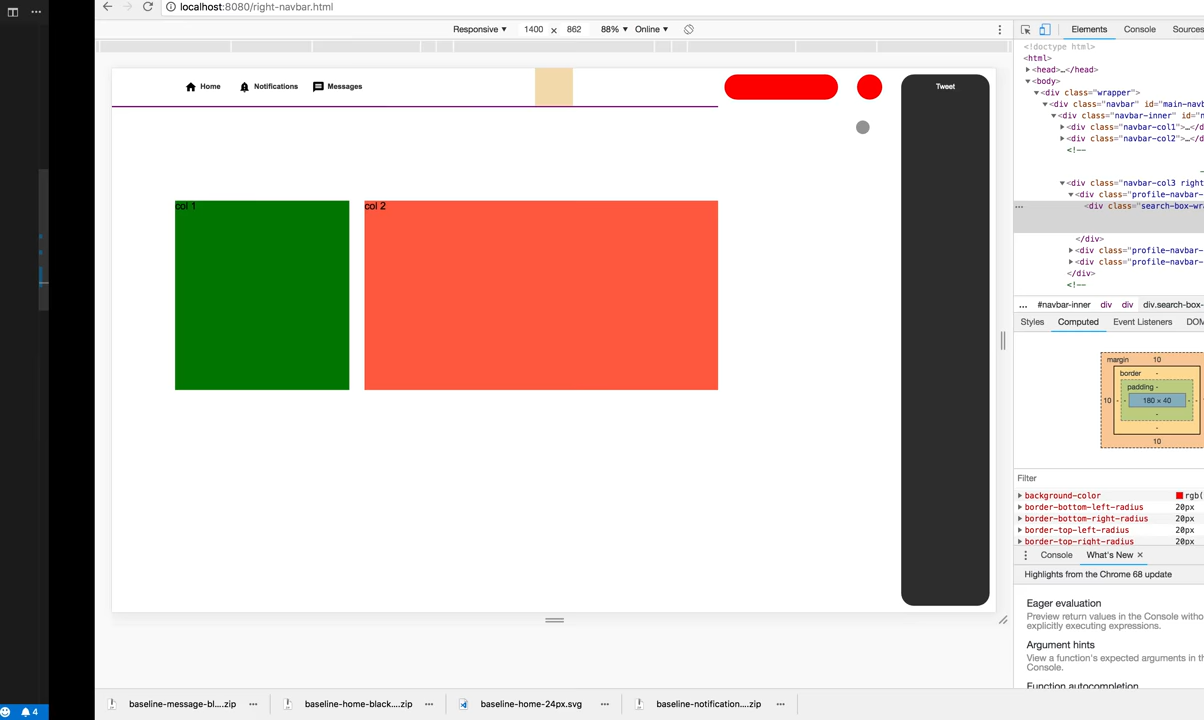 localhost:8080/right-navbar.html
Responsive ▼ 1400 × 862 88% ▼ Online ▼
Elements Console Sources
Home Notifications Messages
Tweet
col 1 col 2
<!doctype html>
<html>
<head>…</head>
<body>
<div class="wrapper">
<div class="navbar" id="main-navb
<div class="navbar-inner" id="n
<div class="navbar-col1">…</d
<div class="navbar-col2">…</d
<!--
<div class="navbar-col3 right
<div class="profile-navbar-
… <div class="search-box-wra
</div>
<div class="profile-navbar-
<div class="profile-navbar-
</div>
<!--
… #navbar-inner div div div.search-box-
Styles Computed Event Listeners DOM
margin 10
border -
padding -
10 - - 180 × 40 - -
-
-
10
Filter
background-color rgb(
border-bottom-left-radius 20px
border-bottom-right-radius 20px
border-top-left-radius 20px
border-top-right-radius 20px
Console What's New ×
Highlights from the Chrome 68 update
Eager evaluation
Preview return values in the Console witho
explicitly executing expressions.
Argument hints
View a function's expected arguments in th
Console.
Function autocompletion
baseline-message-bl....zip baseline-home-black....zip baseline-home-24px.svg baseline-notification....zip
4